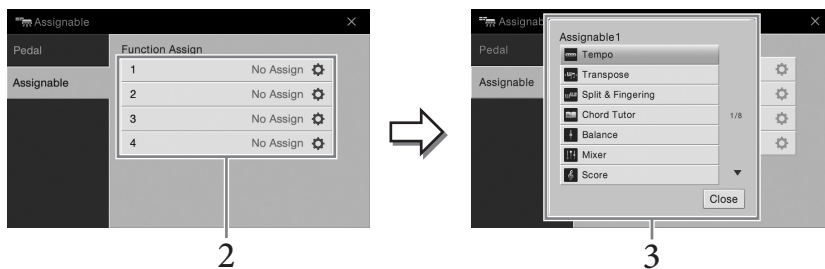 Assignable
×
Pedal
Assignable
Function Assign
1 No Assign
2 No Assign
3 No Assign
4 No Assign
2
Assignab
×
Pedal
Assignable
Assignable1
Tempo
Transpose
Split & Fingering
Chord Tutor
Balance
Mixer
Score
1/8
Close
3